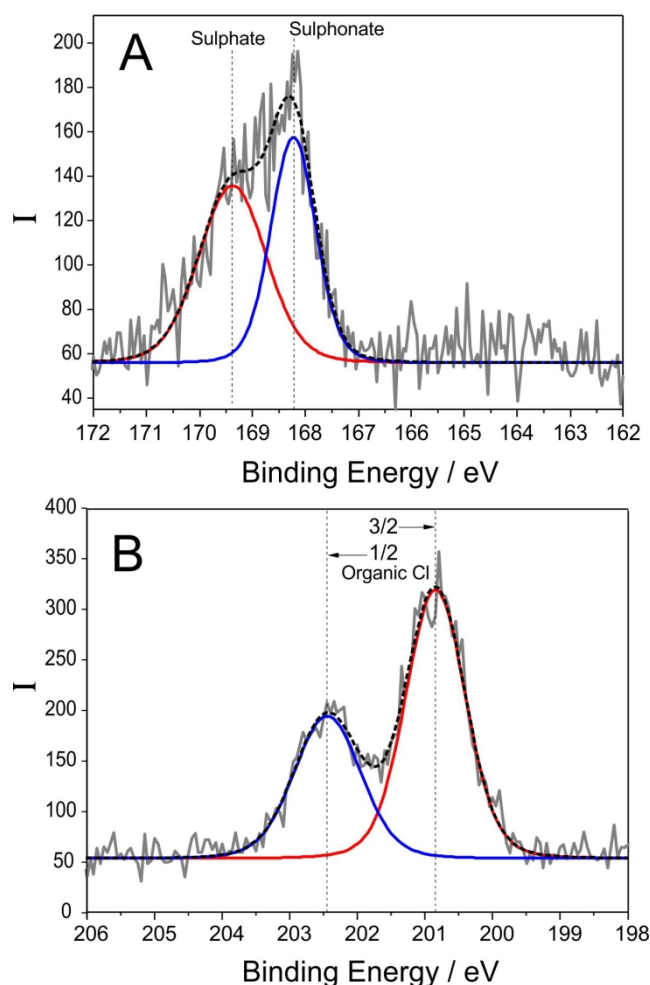 A
Sulphate
Sulphonate
200
180
160
140
120
100
80
60
40
I
172 171 170 169 168 167 166 165 164 163 162
Binding Energy / eV
B
3/2
1/2
Organic Cl
400
350
300
250
200
150
100
50
0
I
206 205 204 203 202 201 200 199 198
Binding Energy / eV